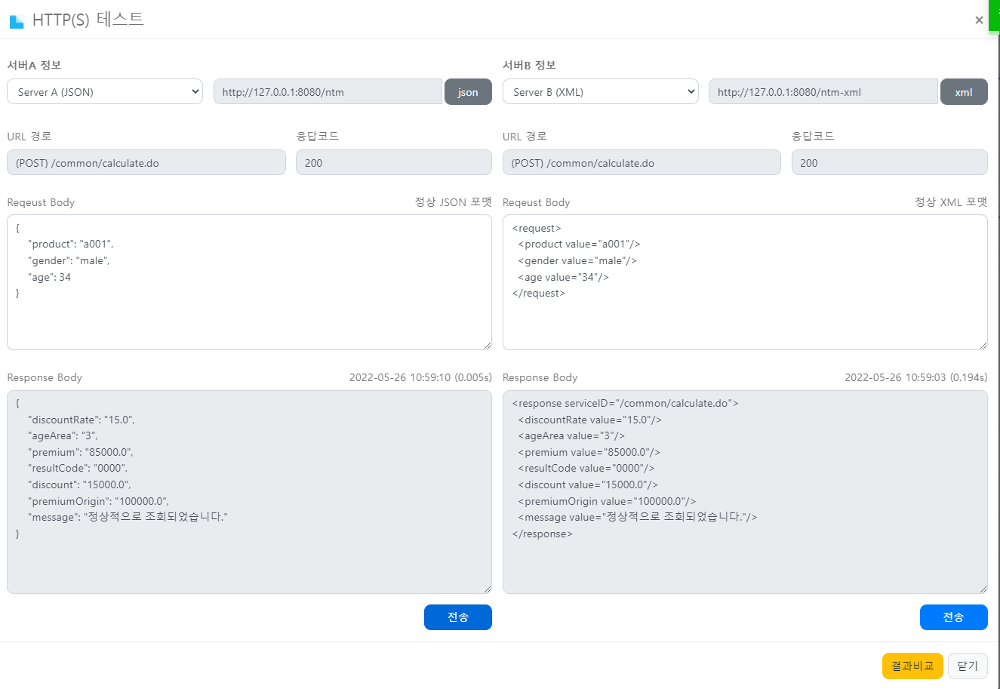 HTTP(S) 테스트
×
서버A 정보
Server A (JSON)
http://127.0.0.1:8080/ntm
json
URL 경로
응답코드
(POST) /common/calculate.do
200
Reqeust Body
정상 JSON 포맷
{
"product": "a001",
"gender": "male",
"age": 34
}
Response Body
2022-05-26 10:59:10 (0.005s)
{
"discountRate": "15.0",
"ageArea": "3",
"premium": "85000.0",
"resultCode": "0000",
"discount": "15000.0",
"premiumOrigin": "100000.0",
"message": "정상적으로 조회되었습니다."
}
전송
서버B 정보
Server B (XML)
http://127.0.0.1:8080/ntm-xml
xml
URL 경로
응답코드
(POST) /common/calculate.do
200
Reqeust Body
정상 XML 포맷
<request>
<product value="a001"/>
<gender value="male"/>
<age value="34"/>
</request>
Response Body
2022-05-26 10:59:03 (0.194s)
<response serviceID="/common/calculate.do">
<discountRate value="15.0"/>
<ageArea value="3"/>
<premium value="85000.0"/>
<resultCode value="0000"/>
<discount value="15000.0"/>
<premiumOrigin value="100000.0"/>
<message value="정상적으로 조회되었습니다."/>
</response>
전송
결과비교
닫기